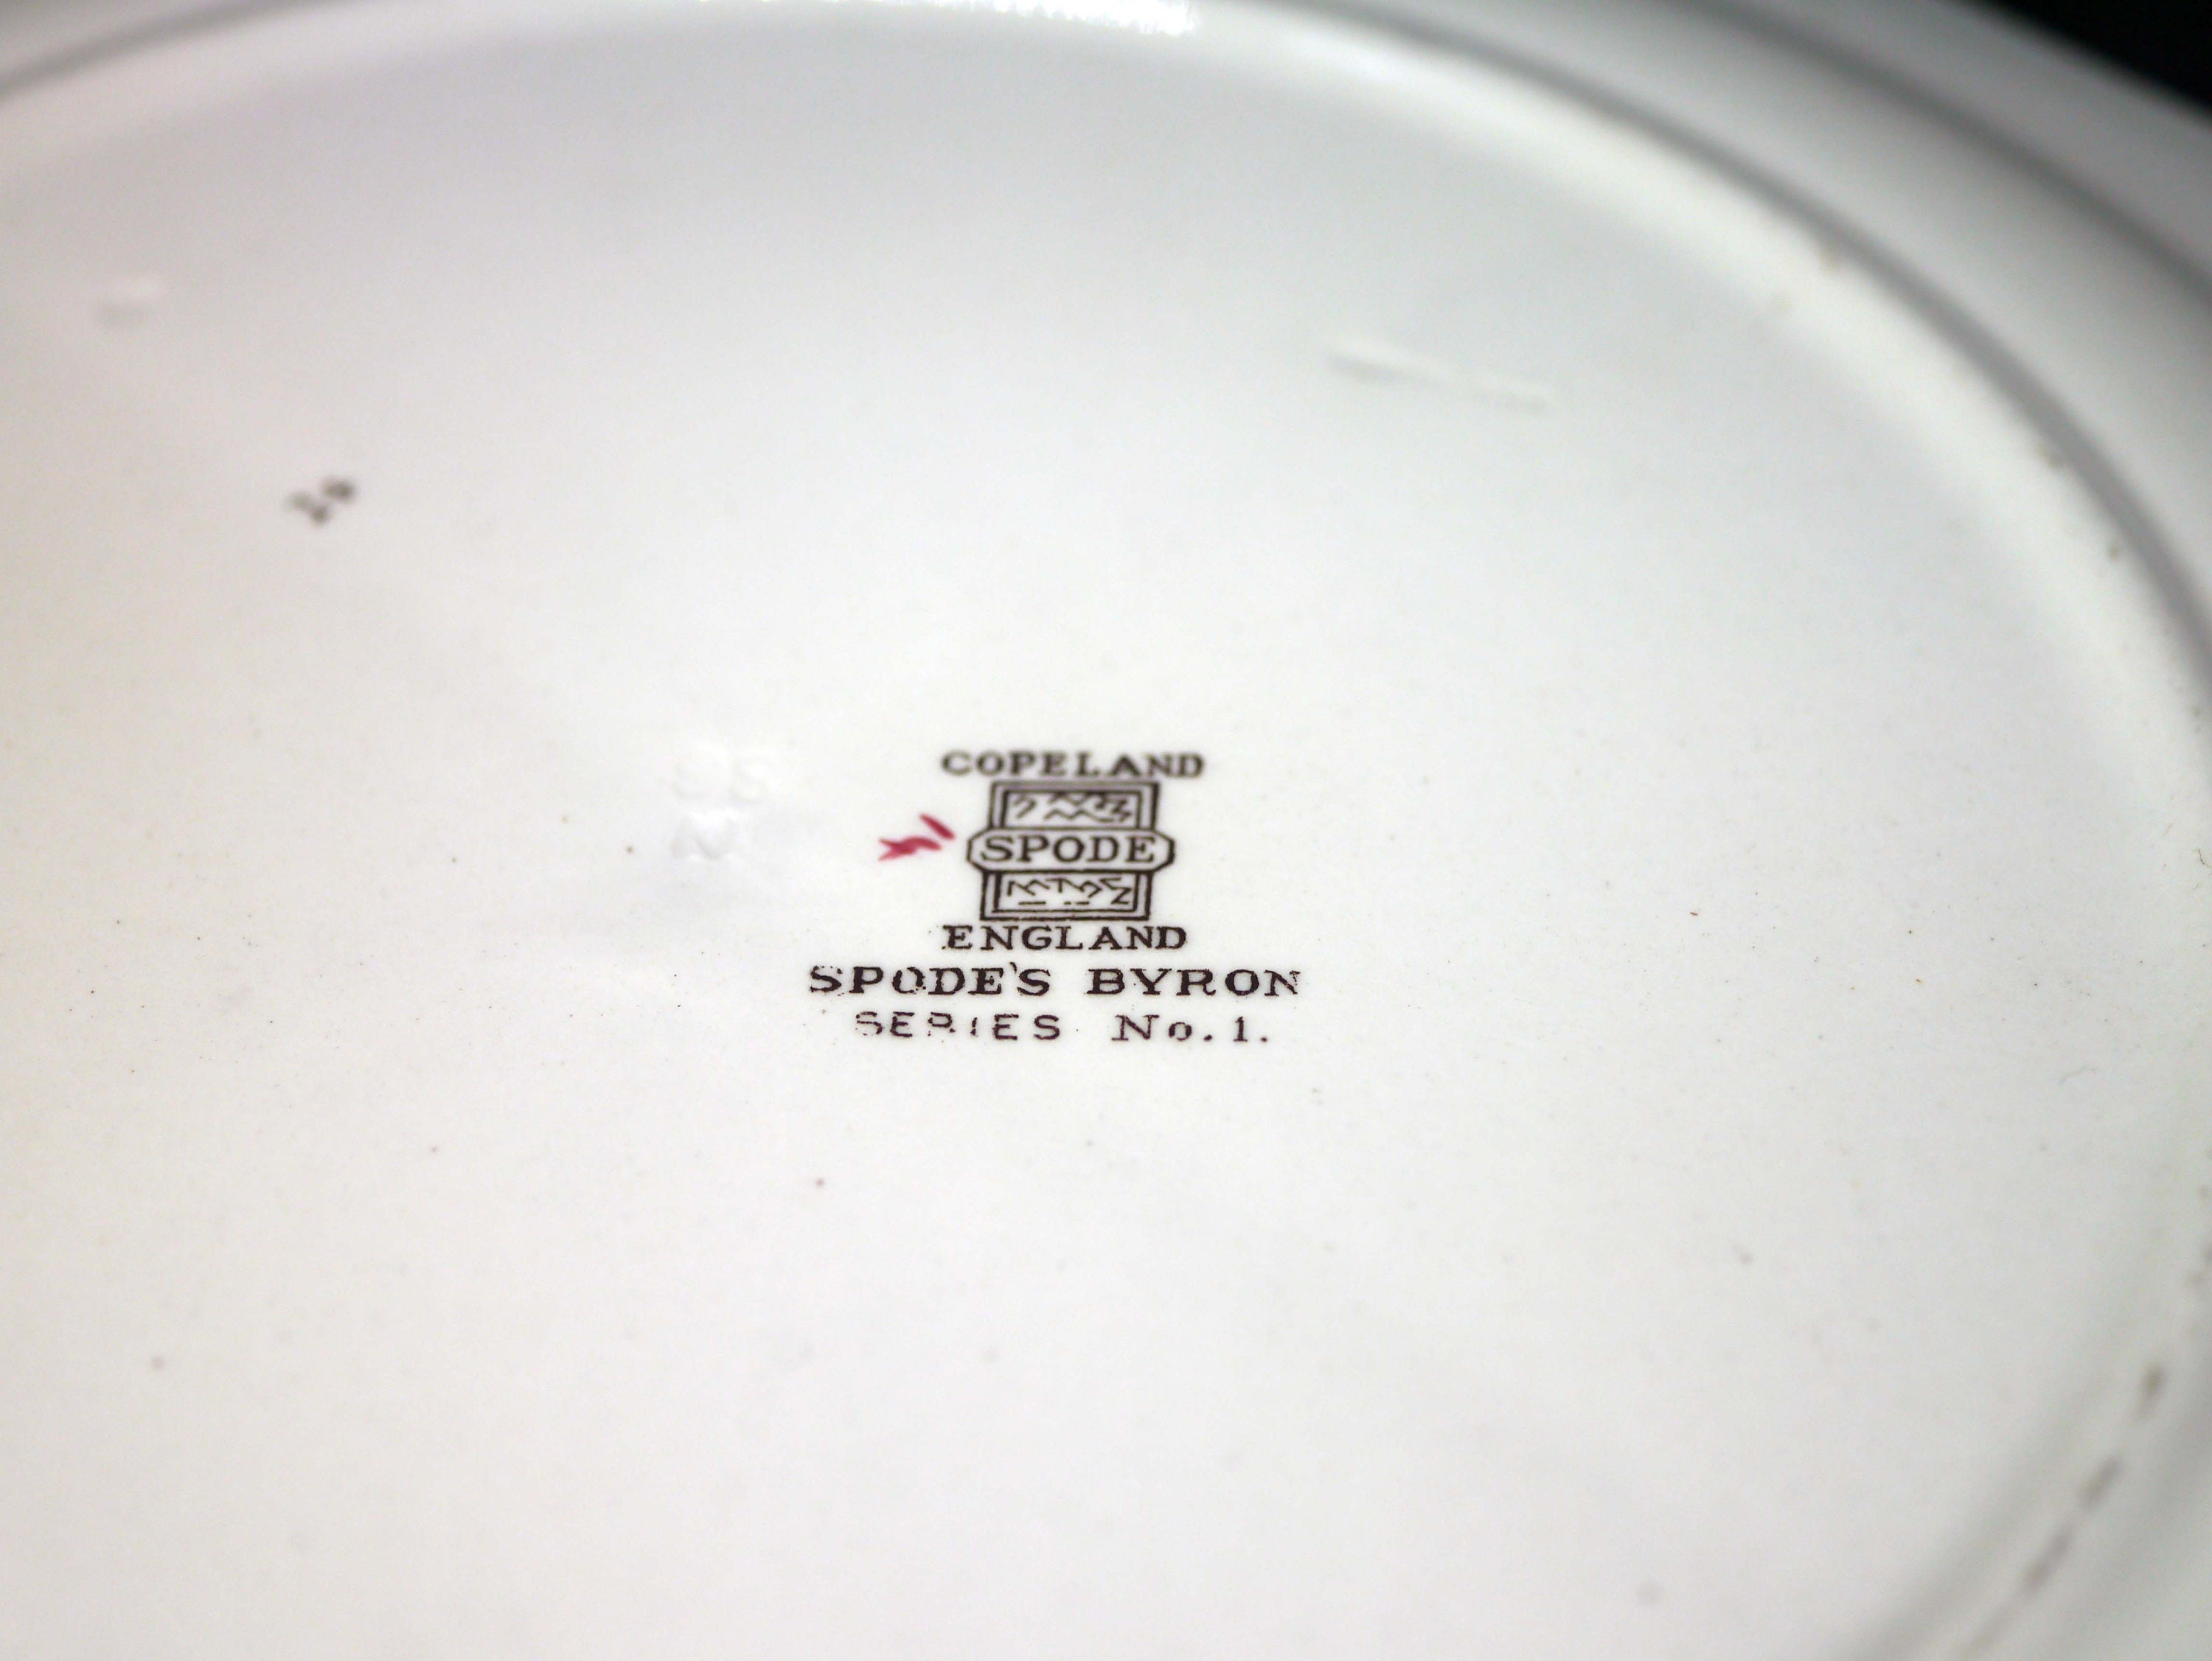 COPELAND
SPODE
ENGLAND
SPODE'S BYRON
SERIES No. 1.